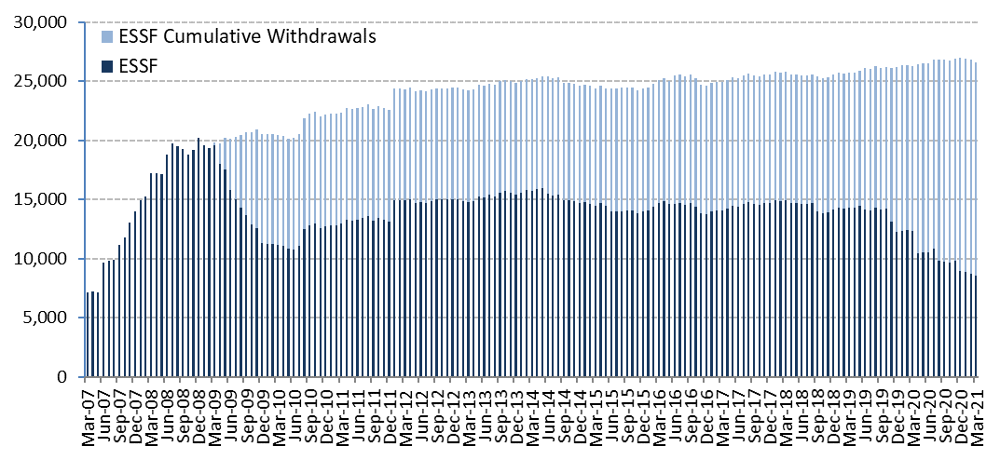 30,000
25,000
20,000
15,000
10,000
5,000
0
ESSF Cumulative Withdrawals
ESSF
Mar-07
Jun-07
Sep-07
Dec-07
Mar-08
Jun-08
Sep-08
Dec-08
Mar-09
Jun-09
Sep-09
Dec-09
Mar-10
Jun-10
Sep-10
Dec-10
Mar-11
Jun-11
Sep-11
Dec-11
Mar-12
Jun-12
Sep-12
Dec-12
Mar-13
Jun-13
Sep-13
Dec-13
Mar-14
Jun-14
Sep-14
Dec-14
Mar-15
Jun-15
Sep-15
Dec-15
Mar-16
Jun-16
Sep-16
Dec-16
Mar-17
Jun-17
Sep-17
Dec-17
Mar-18
Jun-18
Sep-18
Dec-18
Mar-19
Jun-19
Sep-19
Dec-19
Mar-20
Jun-20
Sep-20
Dec-20
Mar-21